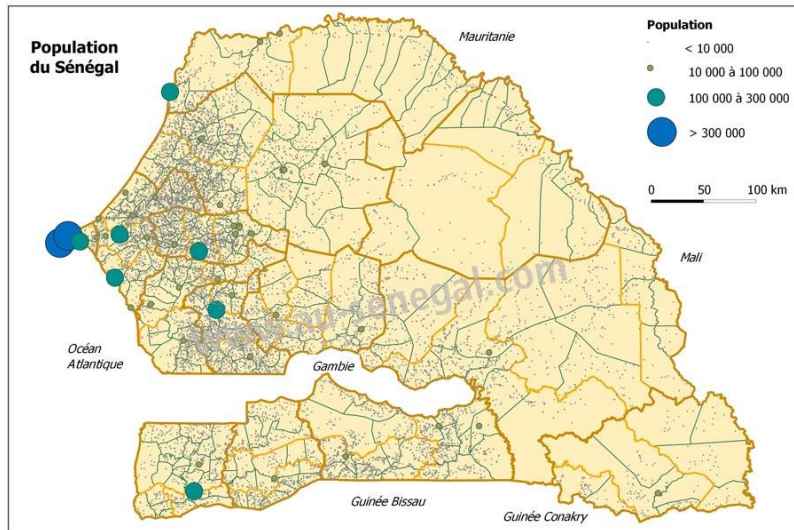 Population
du Sénégal
Mauritanie
Population
< 10 000
10 000 à 100 000
100 000 à 300 000
> 300 000
0 50 100 km
Mali
www.au-senegal.com
Océan
Atlantique
Gambie
Guinée Bissau
Guinée Conakry